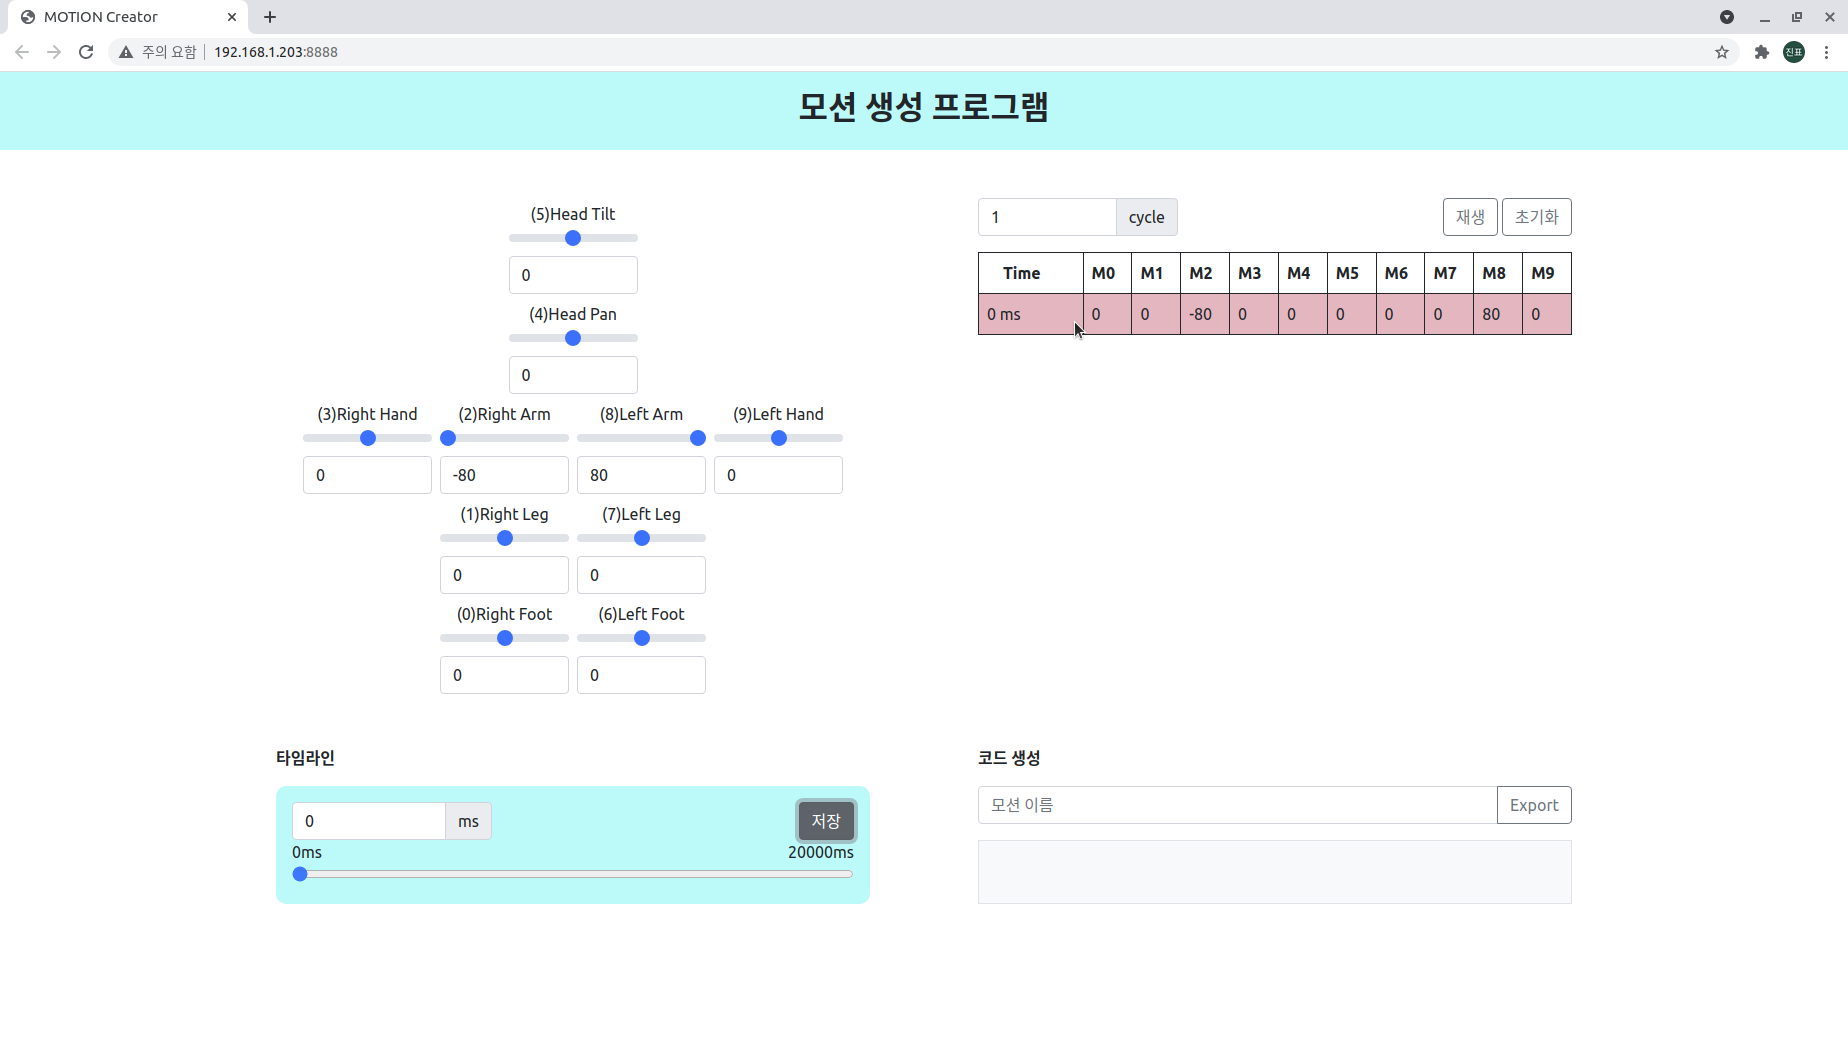 MOTION Creator
주의 요함 192.168.1.203:8888
진표
모션 생성 프로그램
(5)Head Tilt
0
(4)Head Pan
0
(3)Right Hand (2)Right Arm (8)Left Arm (9)Left Hand
0 -80 80 0
(1)Right Leg (7)Left Leg
0 0
(0)Right Foot (6)Left Foot
0 0
1 cycle 재생 초기화
Time M0 M1 M2 M3 M4 M5 M6 M7 M8 M9
0 ms 0 0 -80 0 0 0 0 0 80 0
타임라인
0 ms 저장
0ms 20000ms
코드 생성
모션 이름 Export